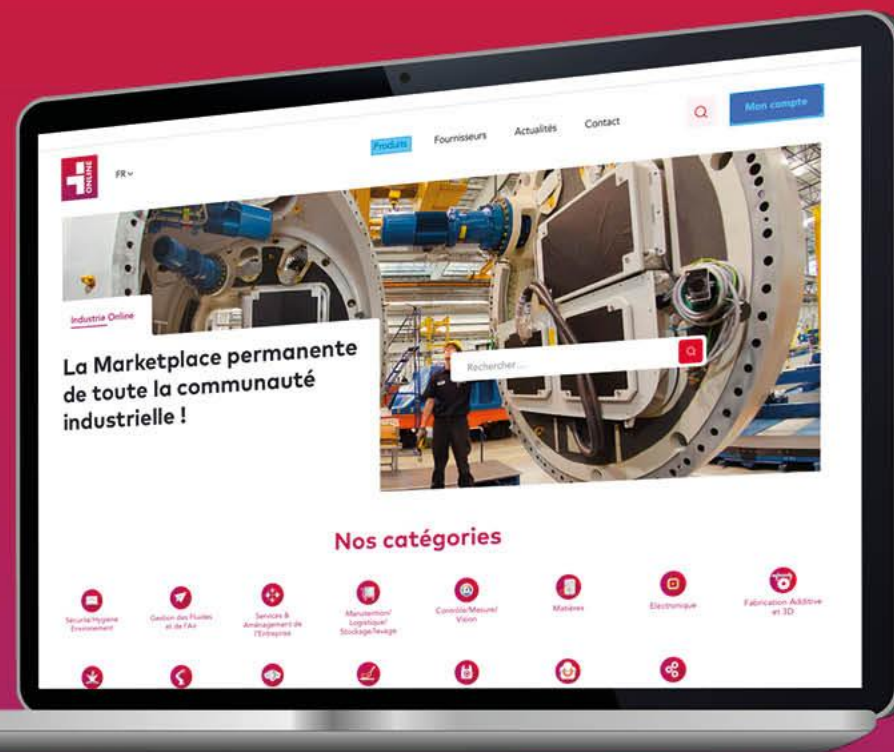 ONLINE
FR
Produits
Fournisseurs
Actualités
Contact
Mon compte
Industrie Online
La Marketplace permanente
de toute la communauté
industrielle !
Rechercher ...
Nos catégories
Sécurité/Hygiène
Environnement
Gestion des Fluides
et de l'Air
Services &
Aménagement de
l'Entreprise
Manutention/
Logistique/
Stockage/levage
Contrôle/Mesure/
Vision
Matières
Electronique
Fabrication Additive
et 3D